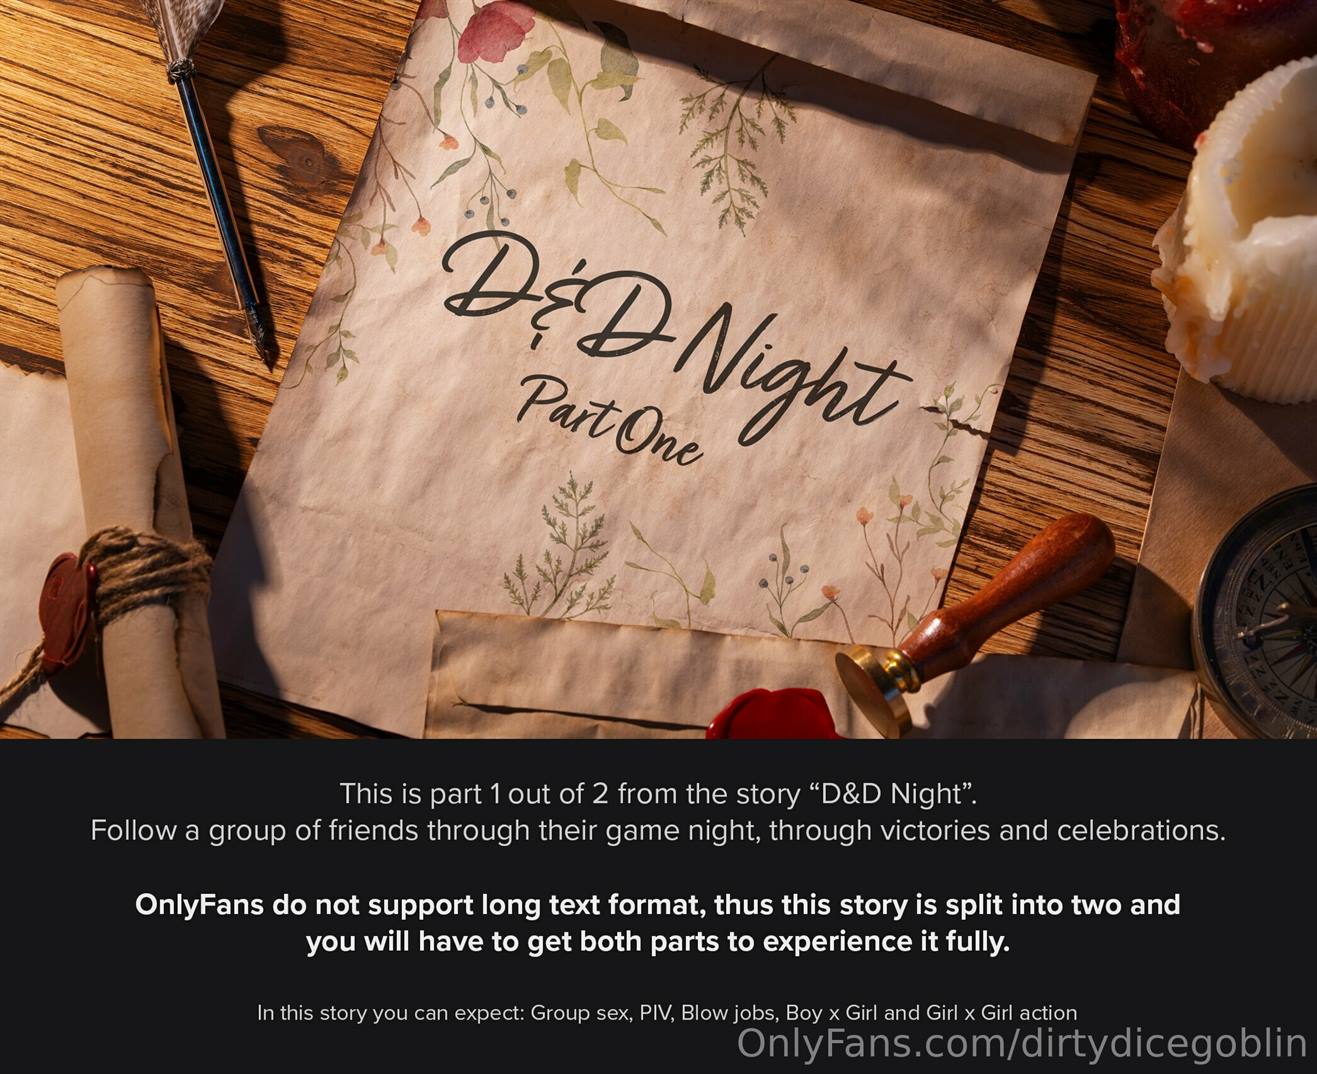 D&D Night
Part One
This is part 1 out of 2 from the story “D&D Night”.
Follow a group of friends through their game night, through victories and celebrations.
OnlyFans do not support long text format, thus this story is split into two and
you will have to get both parts to experience it fully.
In this story you can expect: Group sex, PIV, Blow jobs, Boy x Girl and Girl x Girl action
OnlyFans.com/dirtydicegoblin